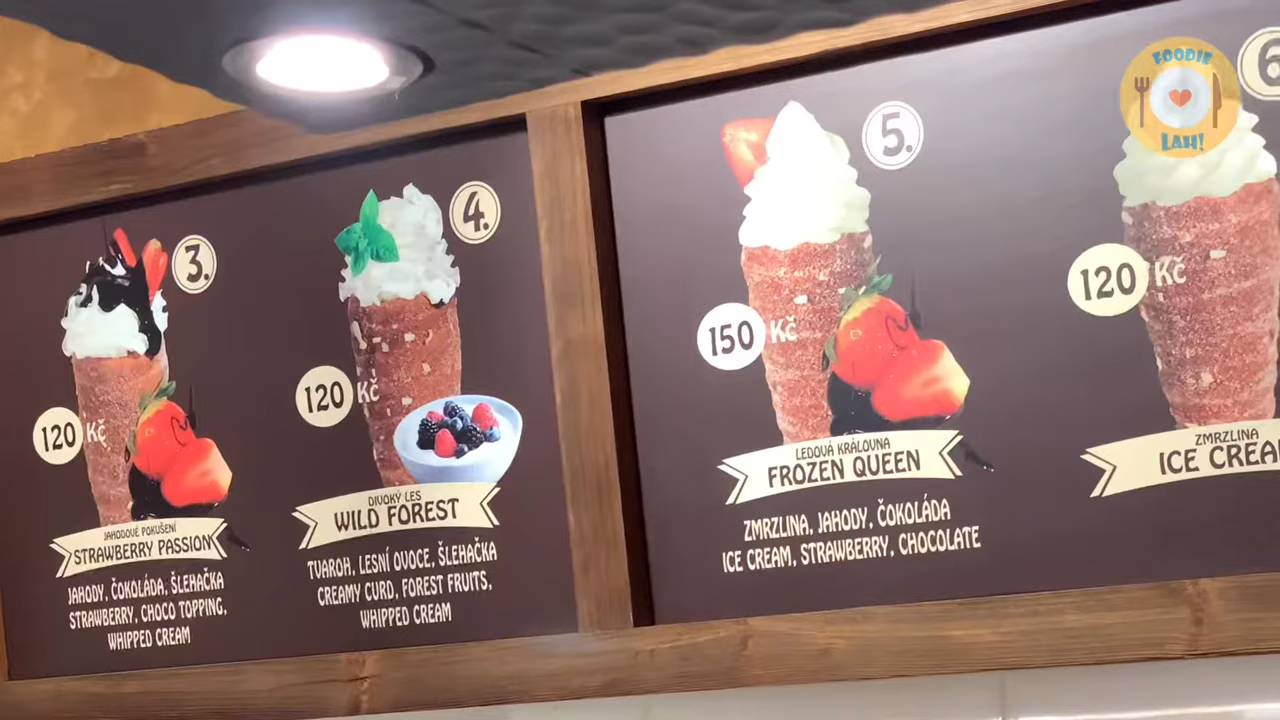 3.
120 Kč
JAHODOVÉ POKUŠENÍ
STRAWBERRY PASSION
JAHODY, ČOKOLÁDA, ŠLEHAČKA
STRAWBERRY, CHOCO TOPPING,
WHIPPED CREAM
4.
120 Kč
DIVOKÝ LES
WILD FOREST
TVAROH, LESNÍ OVOCE, ŠLEHAČKA
CREAMY CURD, FOREST FRUITS,
WHIPPED CREAM
5.
150 Kč
LEDOVÁ KRÁLOVNA
FROZEN QUEEN
ZMRZLINA, JAHODY, ČOKOLÁDA
ICE CREAM, STRAWBERRY, CHOCOLATE
6
120 Kč
ZMRZLINA
ICE CREA
FOODIE
LAH!